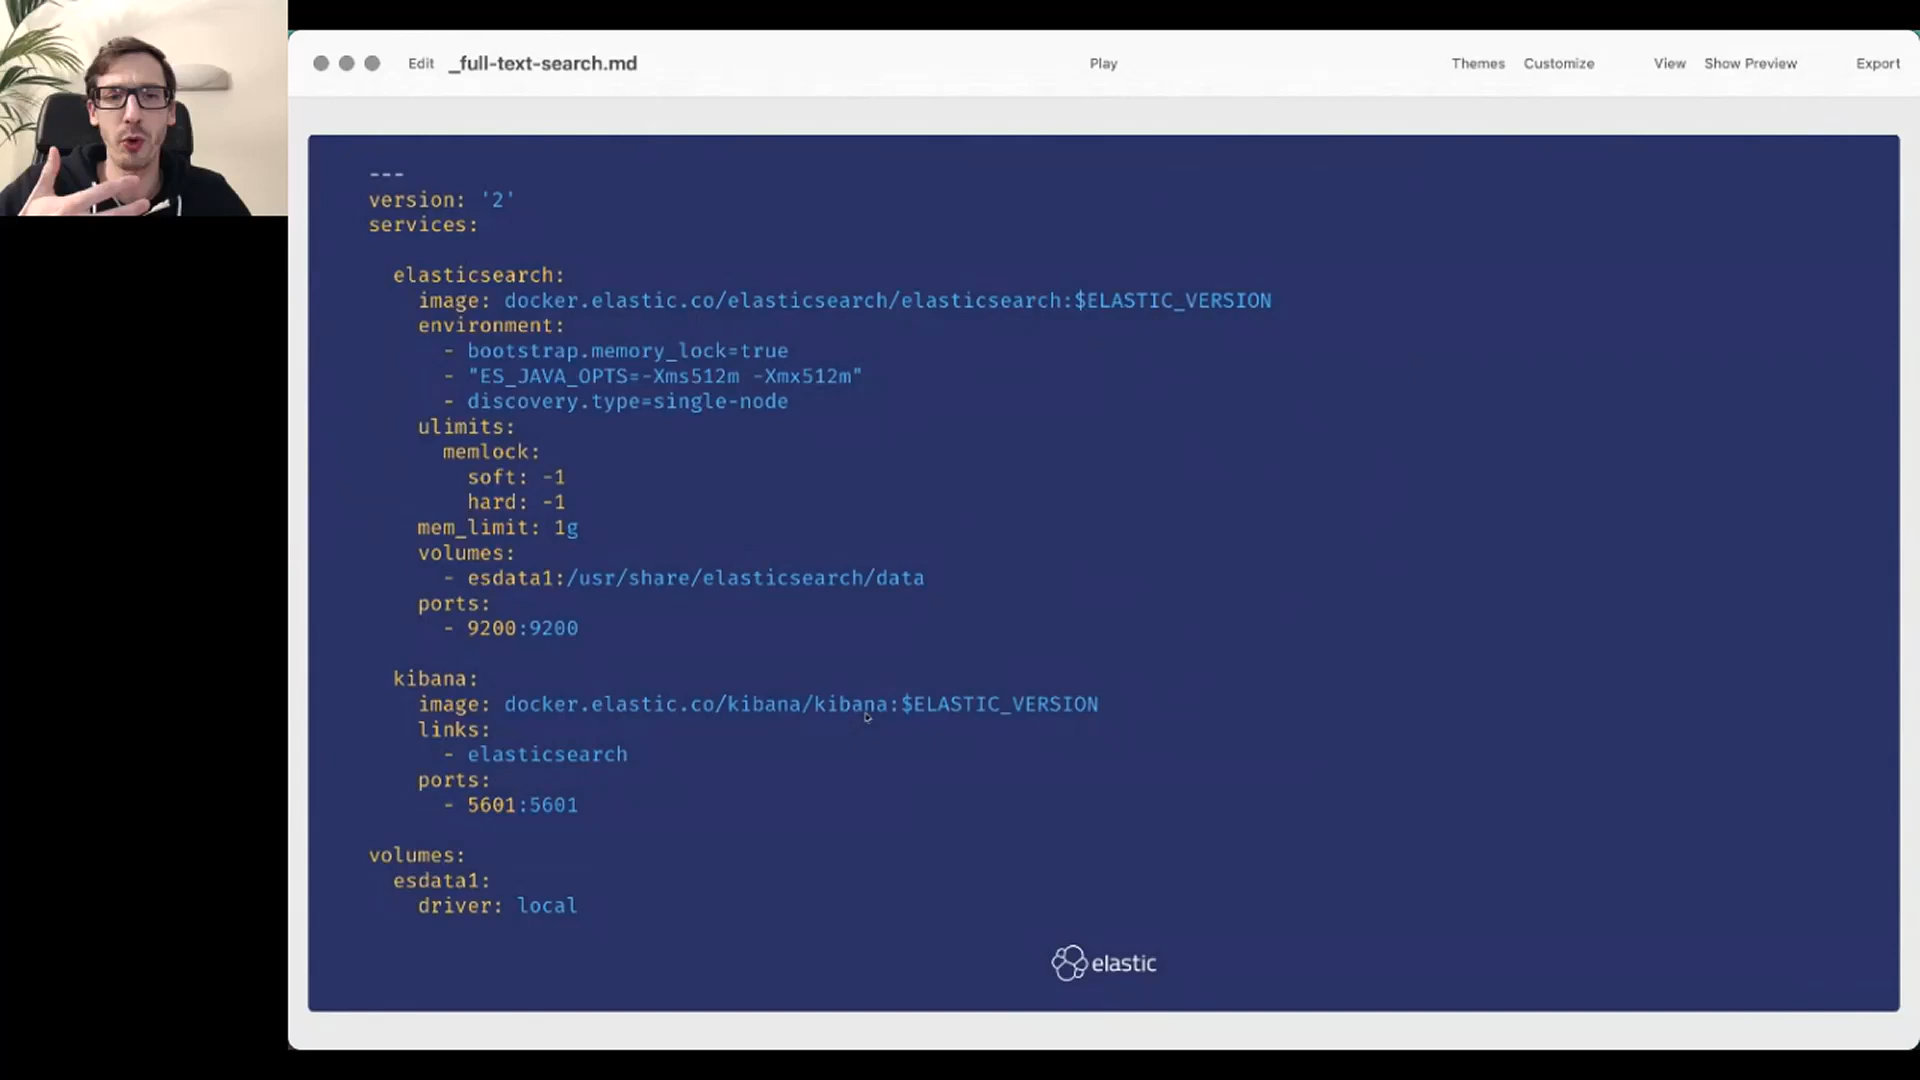 Edit _full-text-search.md Play Themes Customize View Show Preview Export
---
version: '2'
services:
elasticsearch:
image: docker.elastic.co/elasticsearch/elasticsearch:$ELASTIC_VERSION
environment:
- bootstrap.memory_lock=true
- "ES_JAVA_OPTS=-Xms512m -Xmx512m"
- discovery.type=single-node
ulimits:
memlock:
soft: -1
hard: -1
mem_limit: 1g
volumes:
- esdata1:/usr/share/elasticsearch/data
ports:
- 9200:9200
kibana:
image: docker.elastic.co/kibana/kibana:$ELASTIC_VERSION
links:
- elasticsearch
ports:
- 5601:5601
volumes:
esdata1:
driver: local
elastic